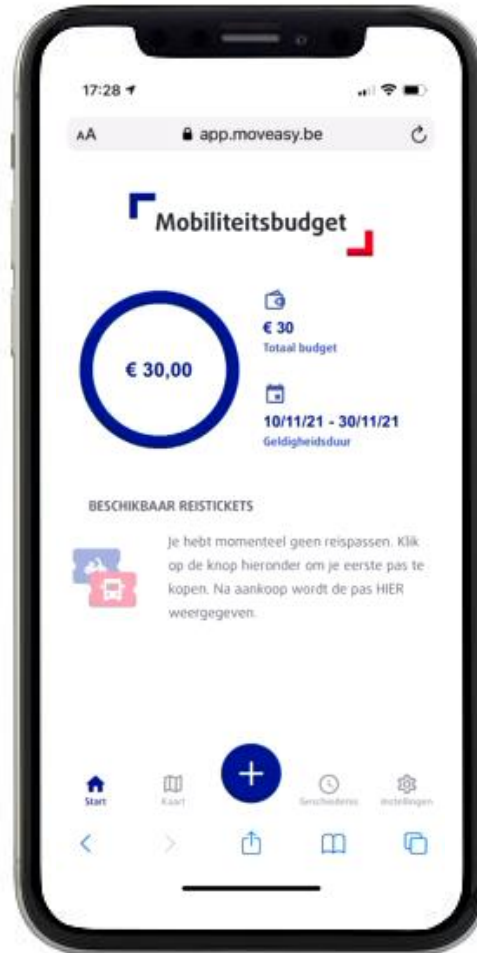 17:28
AA app.moveasy.be
Mobiliteitsbudget
€ 30,00
€ 30
Totaal budget
10/11/21 - 30/11/21
Geldigheidsduur
BESCHIKBAAR REISTICKETS
Je hebt momenteel geen reispassen. Klik
op de knop hieronder om je eerste pas te
kopen. Na aankoop wordt de pas HIER
weergegeven.
Start Kaart Geschiedenis Instellingen